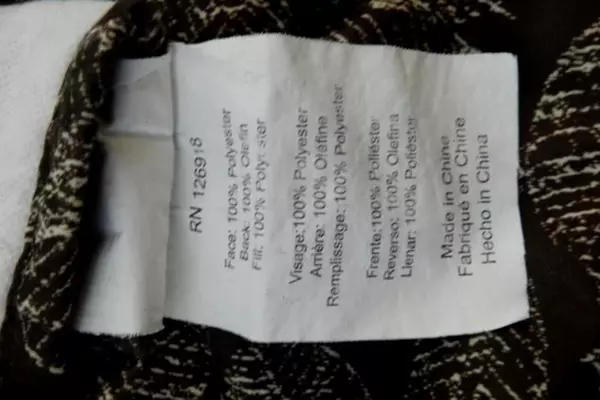 RN 126918
Face: 100% Polyester
Back: 100% Olefin
Fill: 100% Polyester
Visage:100% Polyester
Arrière: 100% Oléfine
Remplissage: 100% Polyester
Frente:100% Poliéster
Reverso: 100% Olefina
Llenar: 100% Poliéster
Made in Chine
Fabriqué en Chine
Hecho In China